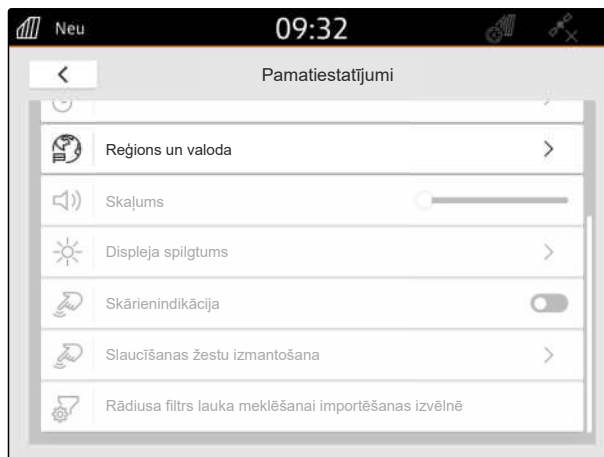 Neu
09:32
Pamatiestatījumi
Reģions un valoda
Skaļums
Displeja spilgtums
Skārienindikācija
Slaucīšanas žestu izmantošana
Rādiusa filtrs lauka meklēšanai importēšanas izvēlnē